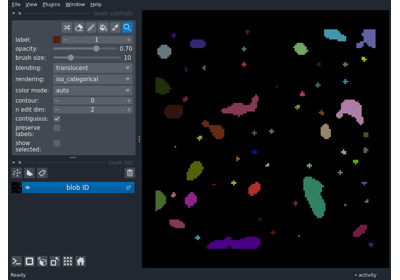 File View Plugins Window Help
layer controls
label: 1
opacity: 0.70
brush size: 10
blending: translucent
rendering: iso_categorical
color mode: auto
contour: 0
n edit dim: 2
contiguous:
preserve
labels:
show
selected:
layer list
blob ID
Ready
activity